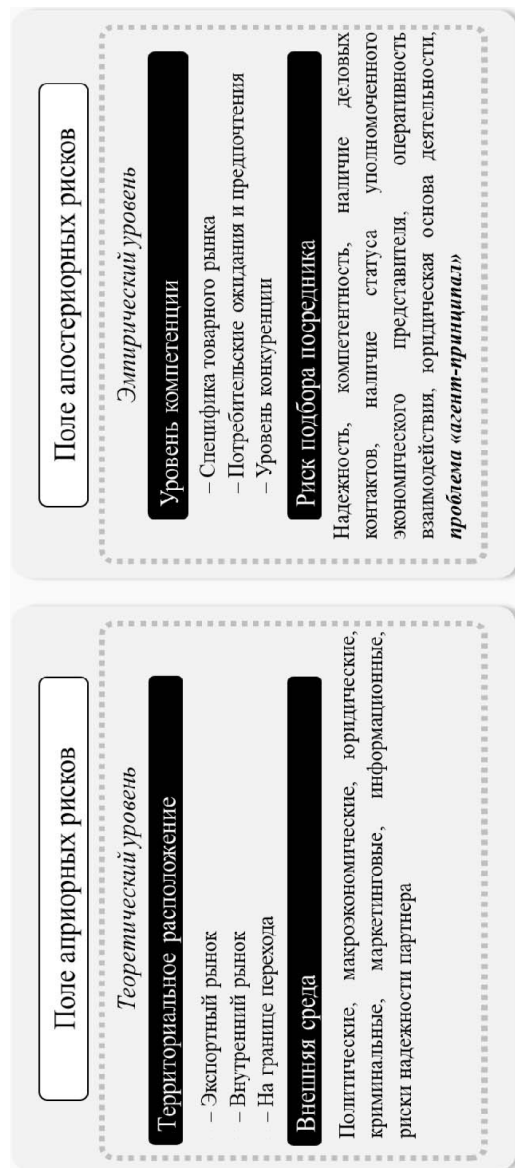 Поле априорных рисков
Теоретический уровень
Территориальное расположение
– Экспортный рынок
– Внутренний рынок
– На границе перехода
Внешняя среда
Политические, макроэкономические, юридические,
криминальные, маркетинговые, информационные,
риски надежности партнера
Поле апостериорных рисков
Эмпирический уровень
Уровень компетенции
– Специфика товарного рынка
– Потребительские ожидания и предпочтения
– Уровень конкуренции
Риск подбора посредника
Надежность, компетентность, наличие деловых
контактов, наличие статуса уполномоченного
экономического представителя, оперативность
взаимодействия, юридическая основа деятельности,
проблема «агент-принципал»